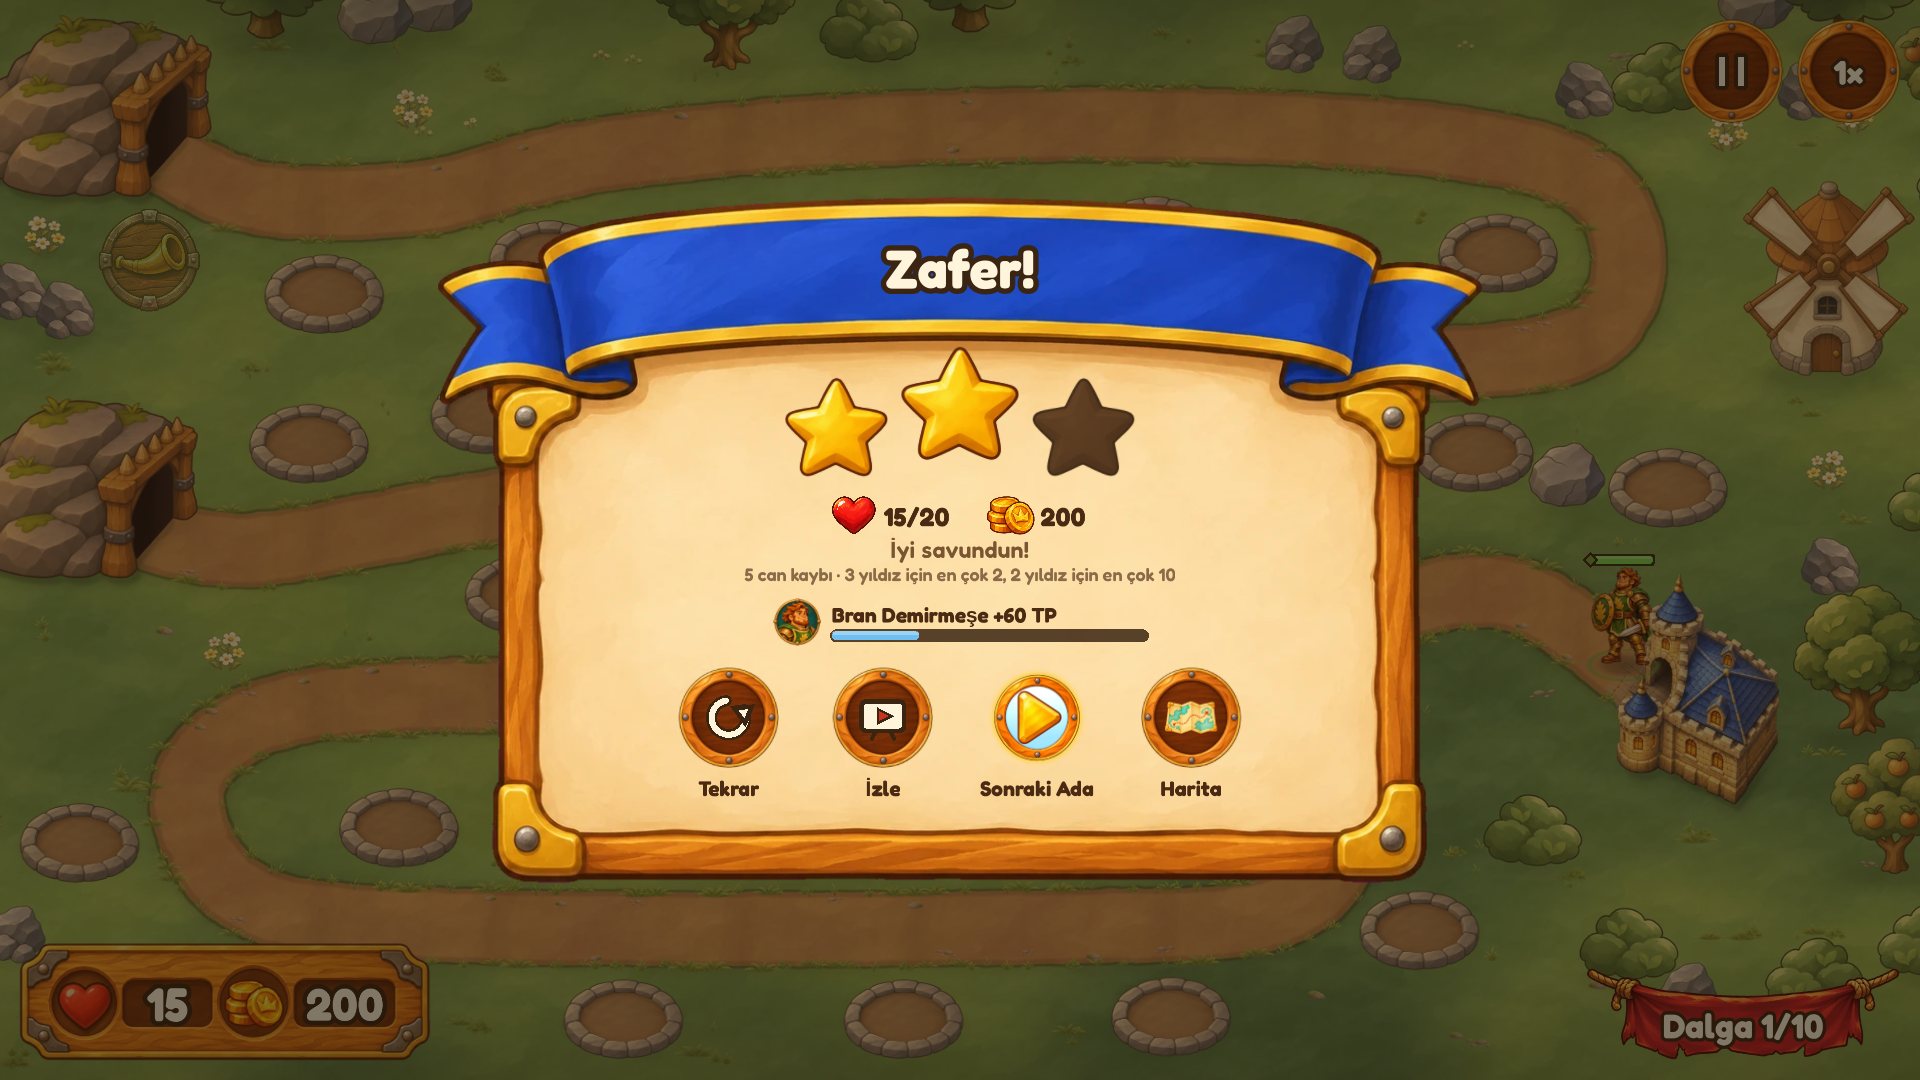 1x
Zafer!
15/20 200
İyi savundun!
5 can kaybı · 3 yıldız için en çok 2, 2 yıldız için en çok 10
Bran Demirmeşe +60 TP
Tekrar İzle Sonraki Ada Harita
15 200
Dalga 1/10